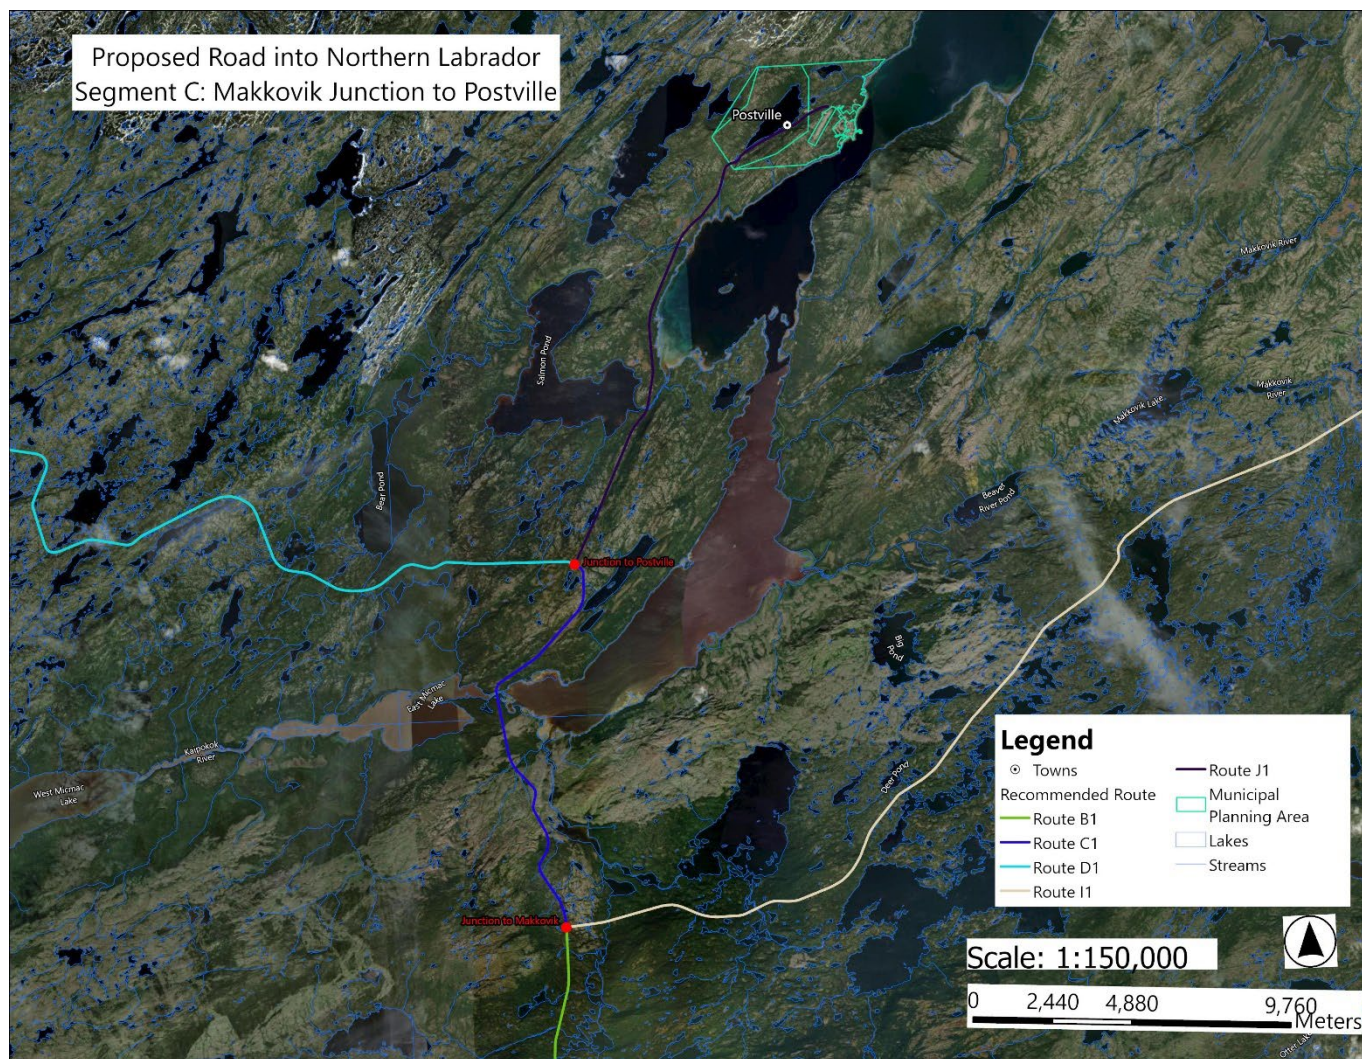 Proposed Road into Northern Labrador
Segment C: Makkovik Junction to Postville
Postville
Makkovik River
Salmon Pond
Makkovik
River
Makkovik
Lake
Bear Pond
Beaver
River Pond
Junction to Postville
Big
Pond
East Micmac
Lake
Kaipokok
River
West Micmac
Lake
Deer Pond
Junction to Makkovik
Legend
Towns
Recommended Route
Route B1
Route C1
Route D1
Route I1
Route J1
Municipal
Planning Area
Lakes
Streams
Scale: 1:150,000
0 2,440 4,880 9,760
Meters
Otter Lake